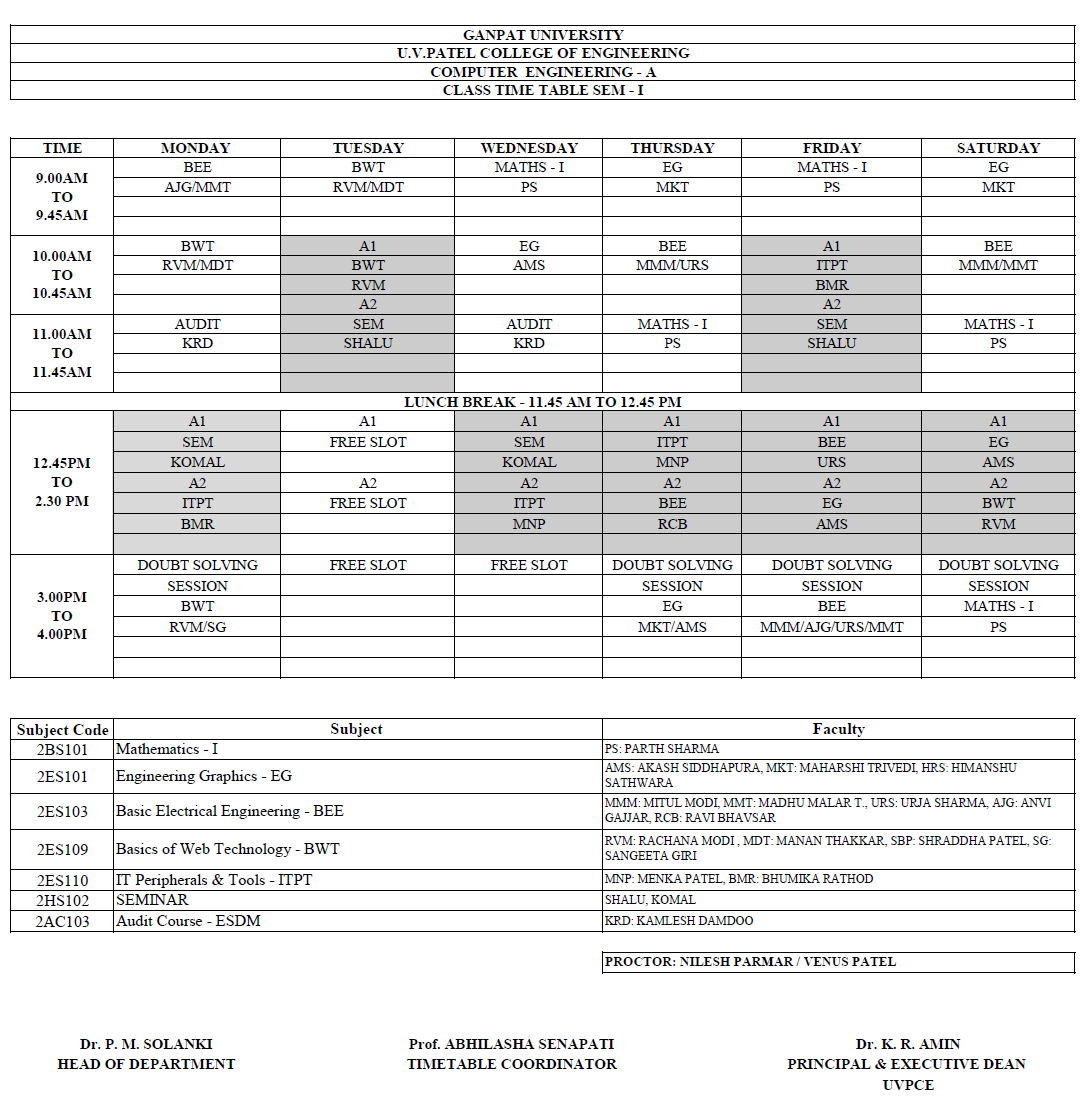 GANPAT UNIVERSITY
U.V.PATEL COLLEGE OF ENGINEERING
COMPUTER ENGINEERING - A
CLASS TIME TABLE SEM - I
TIME MONDAY TUESDAY WEDNESDAY THURSDAY FRIDAY SATURDAY
9.00AM TO 9.45AM
BEE BWT MATHS - I EG MATHS - I EG
AJG/MMT RVM/MDT PS MKT PS MKT
10.00AM TO 10.45AM
BWT A1 EG BEE A1 BEE
RVM/MDT BWT AMS MMM/URS ITPT MMM/MMT
RVM BMR
A2 A2
11.00AM TO 11.45AM
AUDIT SEM AUDIT MATHS - I SEM MATHS - I
KRD SHALU KRD PS SHALU PS
LUNCH BREAK - 11.45 AM TO 12.45 PM
12.45PM TO 2.30 PM
A1 A1 A1 A1 A1 A1
SEM FREE SLOT SEM ITPT BEE EG
KOMAL KOMAL MNP URS AMS
A2 A2 A2 A2 A2 A2
ITPT FREE SLOT ITPT BEE EG BWT
BMR MNP RCB AMS RVM
3.00PM TO 4.00PM
DOUBT SOLVING FREE SLOT FREE SLOT DOUBT SOLVING DOUBT SOLVING DOUBT SOLVING
SESSION SESSION SESSION SESSION
BWT EG BEE MATHS - I
RVM/SG MKT/AMS MMM/AJG/URS/MMT PS
Subject Code Subject Faculty
2BS101 Mathematics - I PS: PARTH SHARMA
2ES101 Engineering Graphics - EG AMS: AKASH SIDDHAPURA, MKT: MAHARSHI TRIVEDI, HRS: HIMANSHU
SATHWARA
2ES103 Basic Electrical Engineering - BEE MMM: MITUL MODI, MMT: MADHU MALAR T., URS: URJA SHARMA, AJG: ANVI
GAJJAR, RCB: RAVI BHAVSAR
2ES109 Basics of Web Technology - BWT RVM: RACHANA MODI , MDT: MANAN THAKKAR, SBP: SHRADDHA PATEL, SG:
SANGEETA GIRI
2ES110 IT Peripherals & Tools - ITPT MNP: MENKA PATEL, BMR: BHUMIKA RATHOD
2HS102 SEMINAR SHALU, KOMAL
2AC103 Audit Course - ESDM KRD: KAMLESH DAMDOO
PROCTOR: NILESH PARMAR / VENUS PATEL
Dr. P. M. SOLANKI Prof. ABHILASHA SENAPATI Dr. K. R. AMIN
HEAD OF DEPARTMENT TIMETABLE COORDINATOR PRINCIPAL & EXECUTIVE DEAN
UVPCE